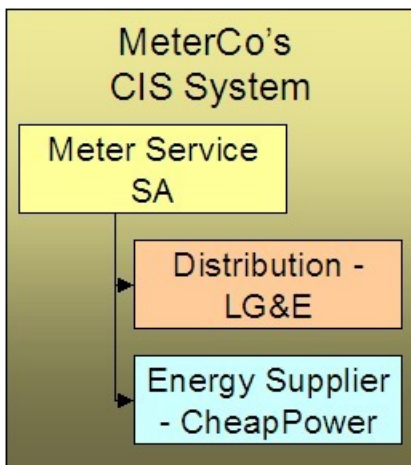 MeterCo's
CIS System
Meter Service
SA
Distribution -
LG&E
Energy Supplier
- CheapPower